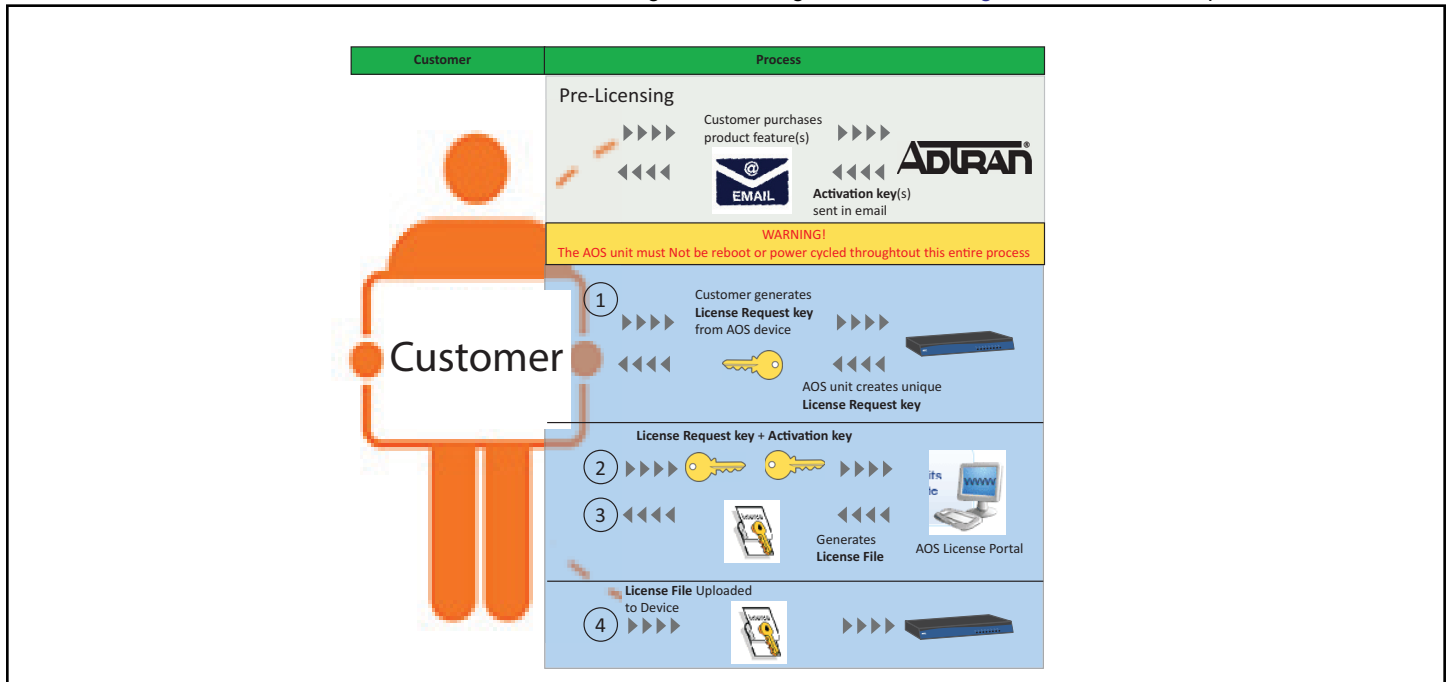 Customer
Process
Pre-Licensing
Customer purchases
product feature(s)
@
EMAIL
ADTRAN®
Activation key(s)
sent in email
WARNING!
The AOS unit must Not be reboot or power cycled throughtout this entire process
Customer
1
Customer generates
License Request key
from AOS device
AOS unit creates unique
License Request key
License Request key + Activation key
2
its
te
WWW
3
Generates
License File
AOS License Portal
License File Uploaded
to Device
4